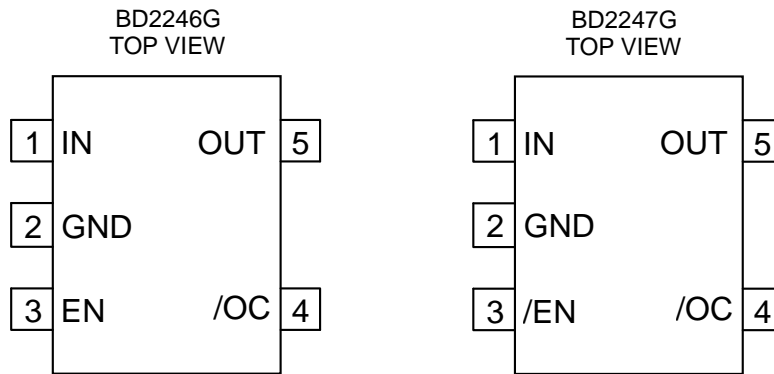 BD2246G
TOP VIEW
1 IN OUT 5
2 GND
3 EN /OC 4
BD2247G
TOP VIEW
1 IN OUT 5
2 GND
3 /EN /OC 4